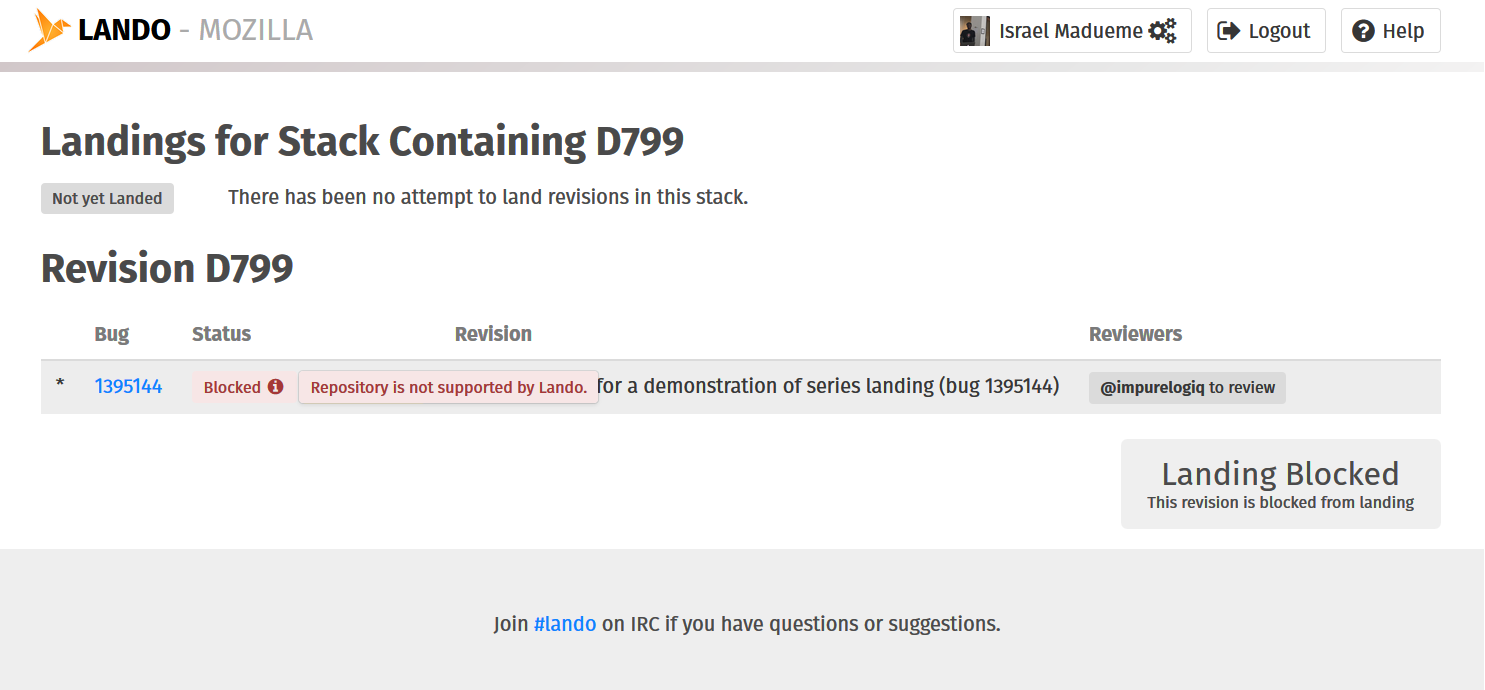 LANDO - MOZILLA
Israel Madueme
Logout
Help
Landings for Stack Containing D799
Not yet Landed
There has been no attempt to land revisions in this stack.
Revision D799
Bug Status Revision Reviewers
* 1395144 Blocked Repository is not supported by Lando. for a demonstration of series landing (bug 1395144) @impurelogiq to review
Landing Blocked
This revision is blocked from landing
Join #lando on IRC if you have questions or suggestions.